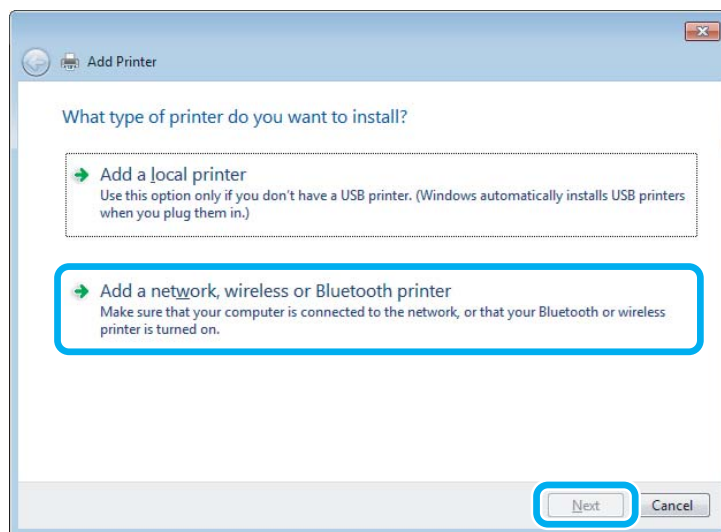 Add Printer
What type of printer do you want to install?
Add a local printer
Use this option only if you don't have a USB printer. (Windows automatically installs USB printers
when you plug them in.)
Add a network, wireless or Bluetooth printer
Make sure that your computer is connected to the network, or that your Bluetooth or wireless
printer is turned on.
Next
Cancel